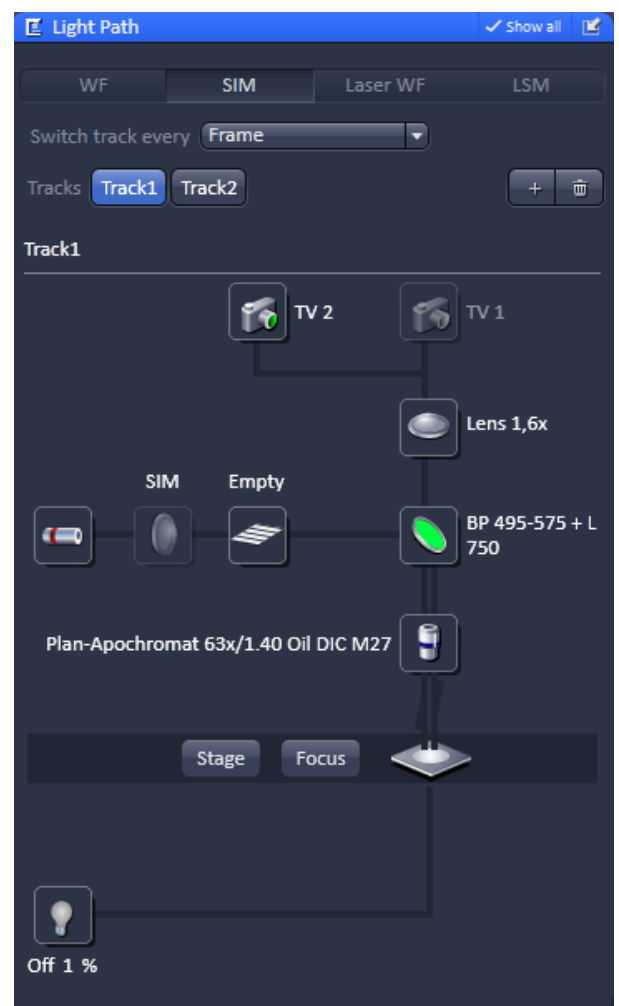 Light Path
Show all
WF SIM Laser WF LSM
Switch track every Frame
Tracks Track1 Track2 +
Track1
TV 2 TV 1
Lens 1,6x
SIM Empty
BP 495-575 + L
750
Plan-Apochromat 63x/1.40 Oil DIC M27
Stage Focus
Off 1 %